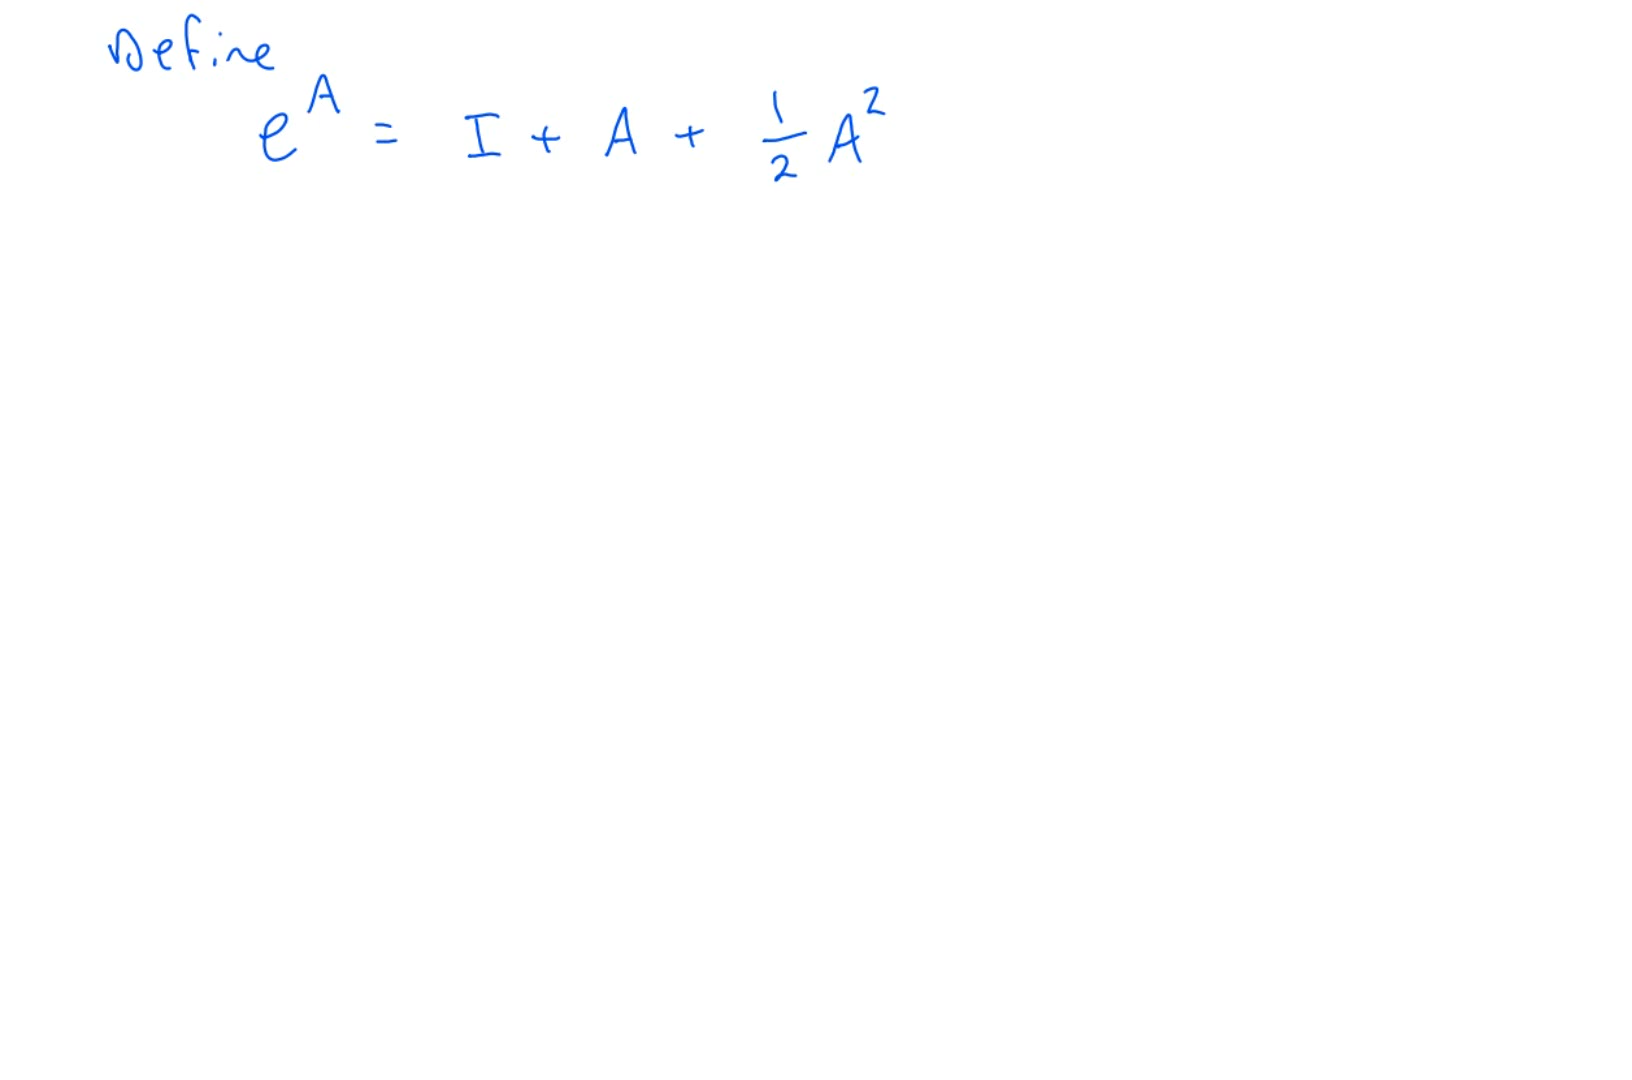 Define
e^A = I + A + 1/2 A^2